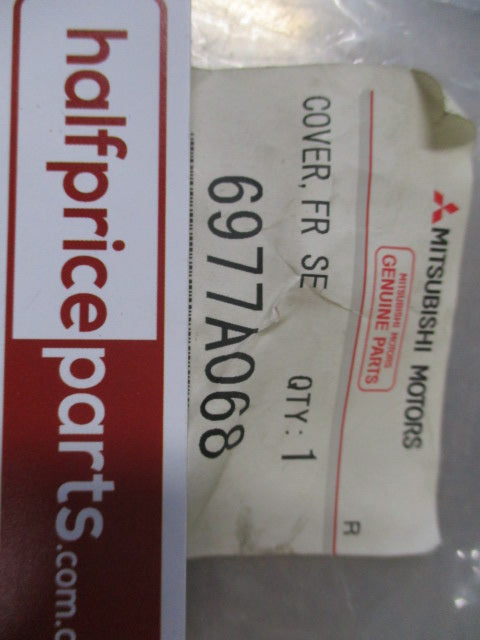 MITSUBISHI MOTORS
MITSUBISHI MOTORS
GENUINE PARTS
R
COVER, FR SE
QTY: 1
6977A068
halfpriceparts.com.